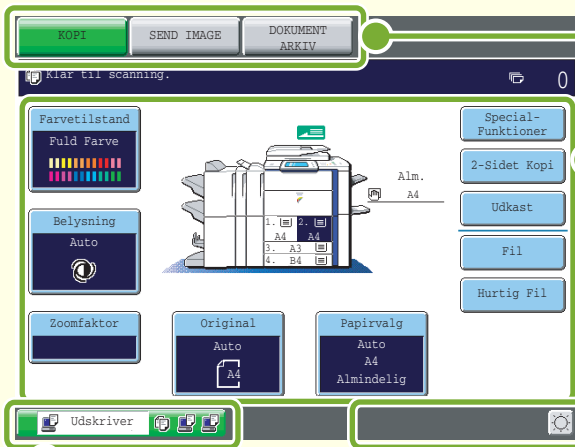 KOPI
SEND IMAGE
DOKUMENT
ARKIV
Klar til scanning.
0
Farvetilstand
Fuld Farve
Belysning
Auto
Zoomfaktor
Alm.
A4
1.
2.
A4
A4
3. A3
4. B4
Original
Auto
A4
Papirvalg
Auto
A4
Almindelig
Special-
Funktioner
2-Sidet Kopi
Udkast
Fil
Hurtig Fil
Udskriver